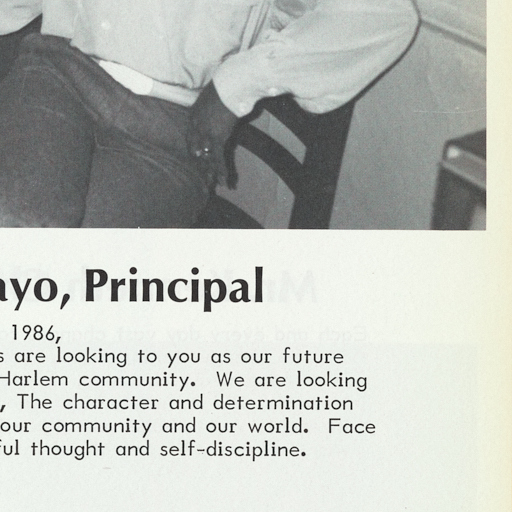 ayo, Principal
1986,
s are looking to you as our future
Harlem community. We are looking
, The character and determination
our community and our world. Face
ful thought and self-discipline.